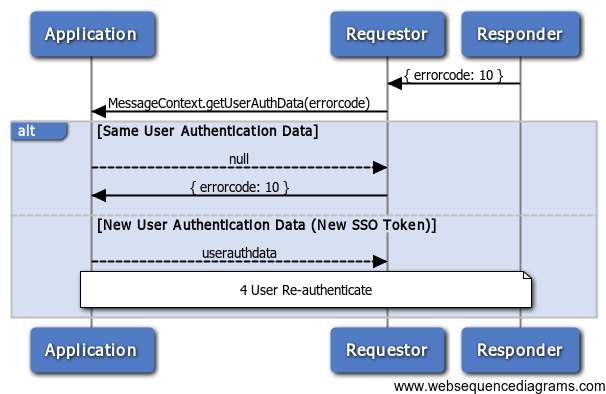 Application Requestor Responder
{ errorcode: 10 }
MessageContext.getUserAuthData(errorcode)
alt [Same User Authentication Data]
null
{ errorcode: 10 }
[New User Authentication Data (New SSO Token)]
userauthdata
4 User Re-authenticate
Application Requestor Responder
www.websequencediagrams.com